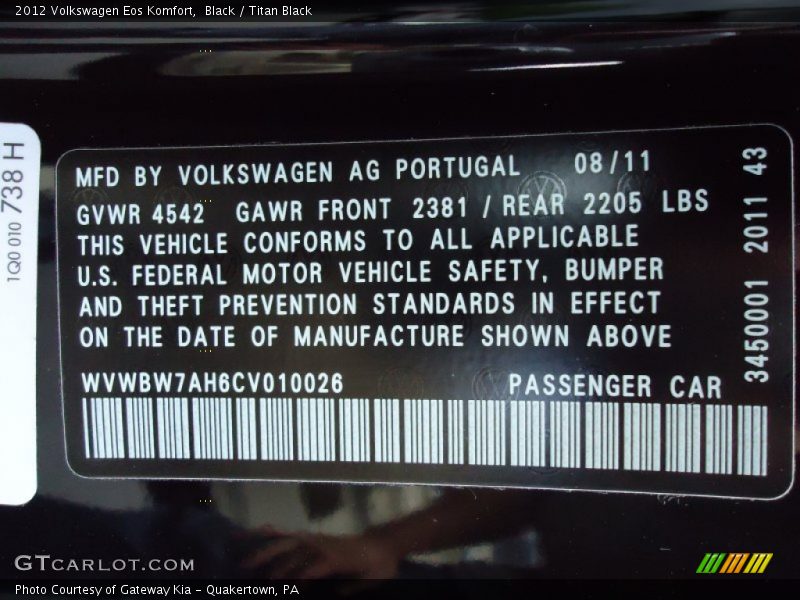 2012 Volkswagen Eos Komfort,  Black / Titan Black
1Q0 010 738 H
MFD BY VOLKSWAGEN AG PORTUGAL 08/11
GVWR 4542 GAWR FRONT 2381 / REAR 2205 LBS
THIS VEHICLE CONFORMS TO ALL APPLICABLE
U.S. FEDERAL MOTOR VEHICLE SAFETY, BUMPER
AND THEFT PREVENTION STANDARDS IN EFFECT
ON THE DATE OF MANUFACTURE SHOWN ABOVE
WVWBW7AH6CV010026 PASSENGER CAR
3450001 2011 43
GTCARLOT.COM
Photo Courtesy of Gateway Kia - Quakertown, PA